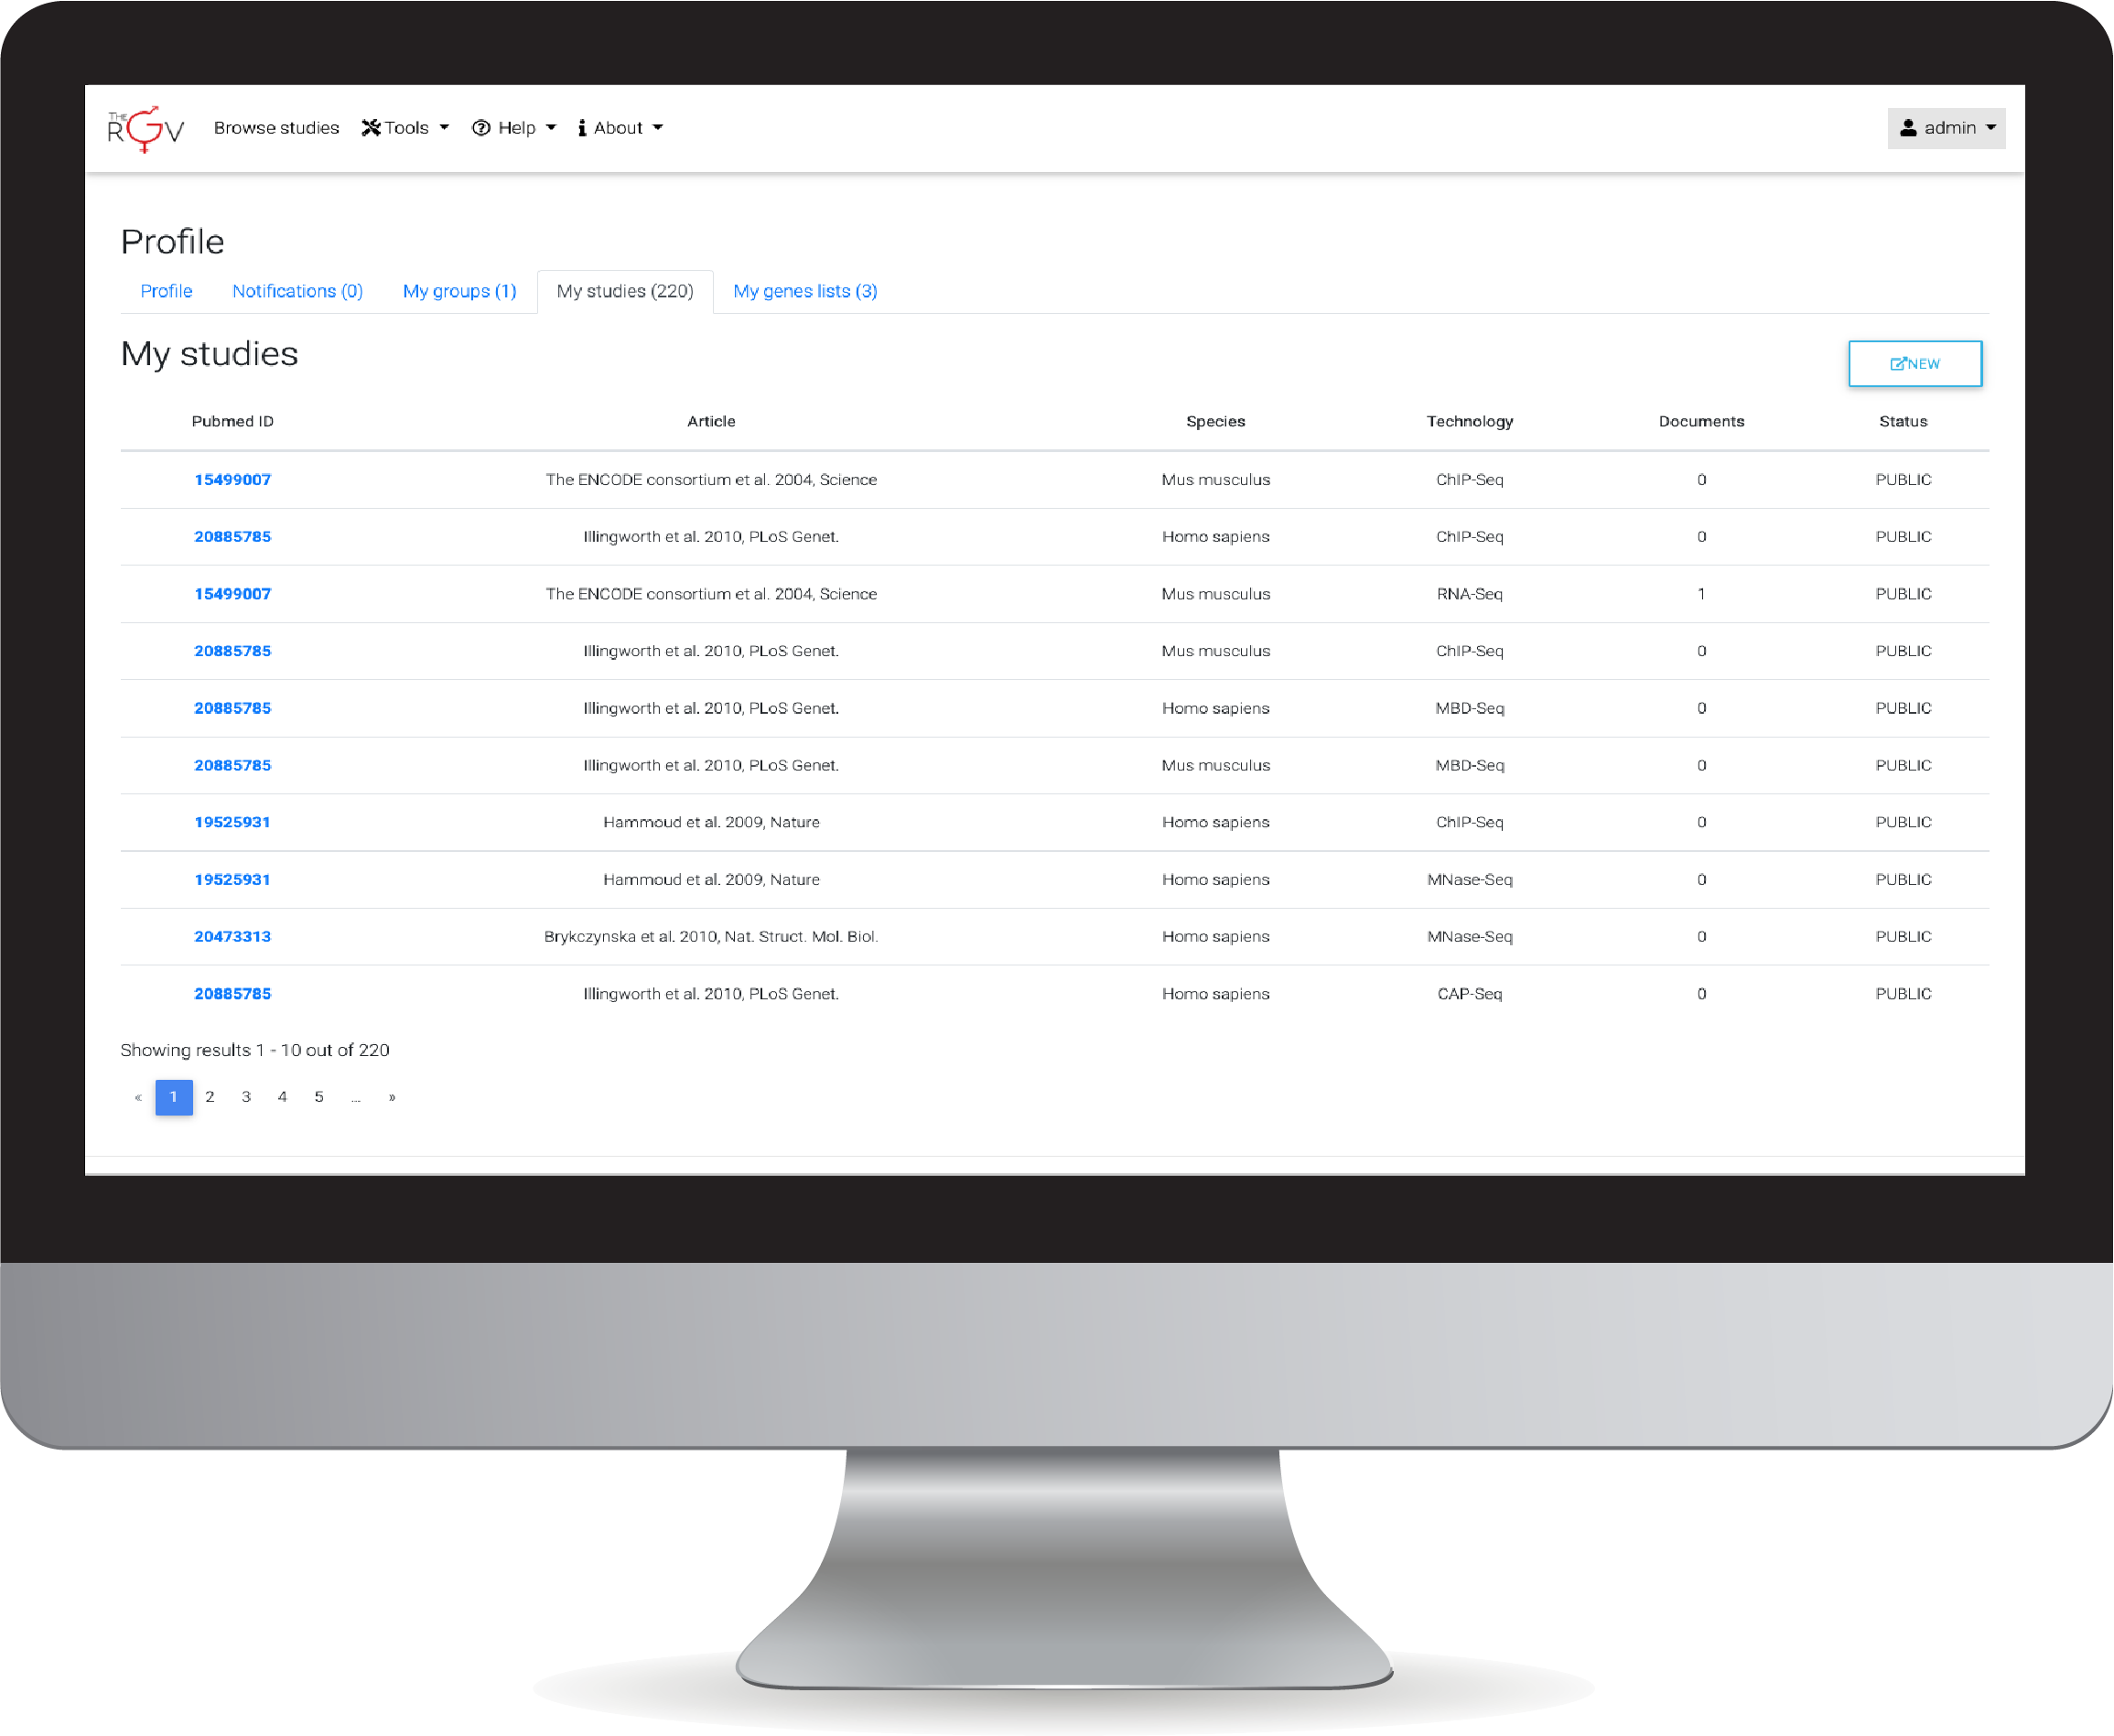 THE RGV Browse studies Tools Help About admin
Profile
Profile Notifications (0) My groups (1) My studies (220) My genes lists (3)
My studies NEW
Pubmed ID Article Species Technology Documents Status
15499007 The ENCODE consortium et al. 2004, Science Mus musculus ChIP-Seq 0 PUBLIC
20885785 Illingworth et al. 2010, PLoS Genet. Homo sapiens ChIP-Seq 0 PUBLIC
15499007 The ENCODE consortium et al. 2004, Science Mus musculus RNA-Seq 1 PUBLIC
20885785 Illingworth et al. 2010, PLoS Genet. Mus musculus ChIP-Seq 0 PUBLIC
20885785 Illingworth et al. 2010, PLoS Genet. Homo sapiens MBD-Seq 0 PUBLIC
20885785 Illingworth et al. 2010, PLoS Genet. Mus musculus MBD-Seq 0 PUBLIC
19525931 Hammoud et al. 2009, Nature Homo sapiens ChIP-Seq 0 PUBLIC
19525931 Hammoud et al. 2009, Nature Homo sapiens MNase-Seq 0 PUBLIC
20473313 Brykczynska et al. 2010, Nat. Struct. Mol. Biol. Homo sapiens MNase-Seq 0 PUBLIC
20885785 Illingworth et al. 2010, PLoS Genet. Homo sapiens CAP-Seq 0 PUBLIC
Showing results 1 - 10 out of 220
« 1 2 3 4 5 ... »